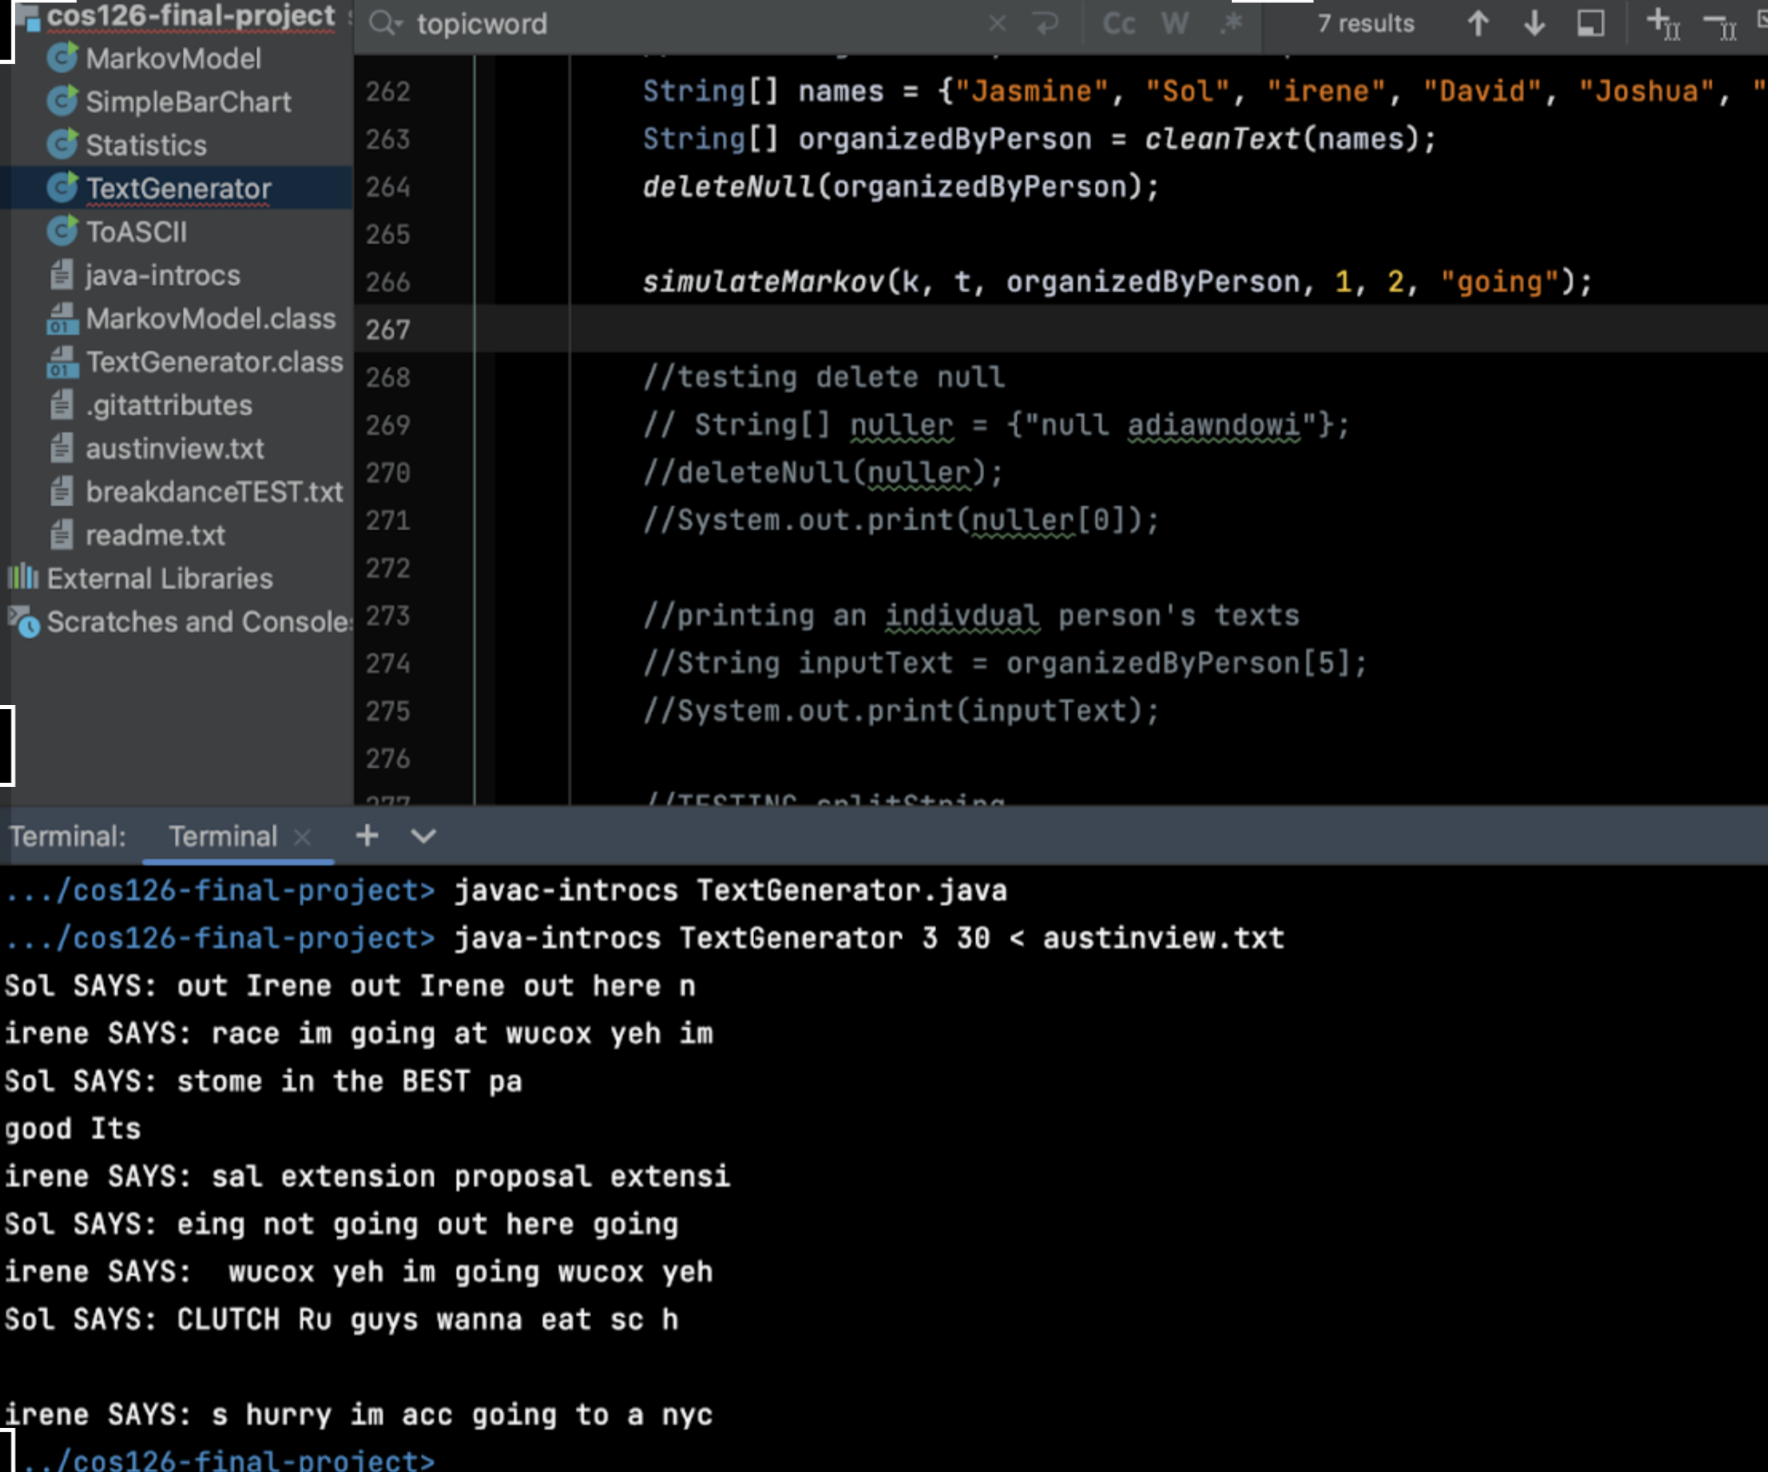 cos126-final-project
MarkovModel
SimpleBarChart
Statistics
TextGenerator
ToASCII
java-introcs
MarkovModel.class
TextGenerator.class
.gitattributes
austinview.txt
breakdanceTEST.txt
readme.txt
External Libraries
Scratches and Console
topicword
Cc W .* 7 results
262 String[] names = {"Jasmine", "Sol", "irene", "David", "Joshua", "
263 String[] organizedByPerson = cleanText(names);
264 deleteNull(organizedByPerson);
265
266 simulateMarkov(k, t, organizedByPerson, 1, 2, "going");
267
268 //testing delete null
269 // String[] nuller = {"null adiawndowi"};
270 //deleteNull(nuller);
271 //System.out.print(nuller[0]);
272
273 //printing an indivdual person's texts
274 //String inputText = organizedByPerson[5];
275 //System.out.print(inputText);
276
277 //TESTING splitString
Terminal: Terminal
.../cos126-final-project> javac-introcs TextGenerator.java
.../cos126-final-project> java-introcs TextGenerator 3 30 < austinview.txt
Sol SAYS: out Irene out Irene out here n
irene SAYS: race im going at wucox yeh im
Sol SAYS: stome in the BEST pa
good Its
irene SAYS: sal extension proposal extensi
Sol SAYS: eing not going out here going
irene SAYS:  wucox yeh im going wucox yeh
Sol SAYS: CLUTCH Ru guys wanna eat sc h
irene SAYS: s hurry im acc going to a nyc
../cos126-final-project>